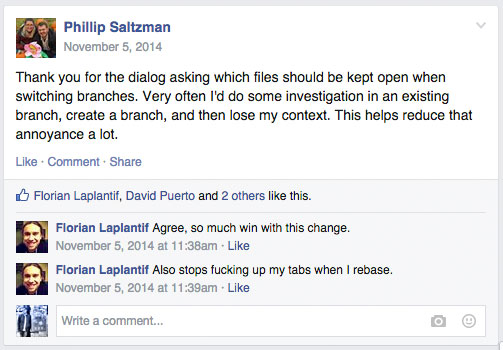 Phillip Saltzman
November 5, 2014
Thank you for the dialog asking which files should be kept open when
switching branches. Very often I'd do some investigation in an existing
branch, create a branch, and then lose my context. This helps reduce that
annoyance a lot.
Like · Comment · Share
Florian Laplantif, David Puerto and 2 others like this.
Florian Laplantif Agree, so much win with this change.
November 5, 2014 at 11:38am · Like
Florian Laplantif Also stops fucking up my tabs when I rebase.
November 5, 2014 at 11:39am · Like
Write a comment...